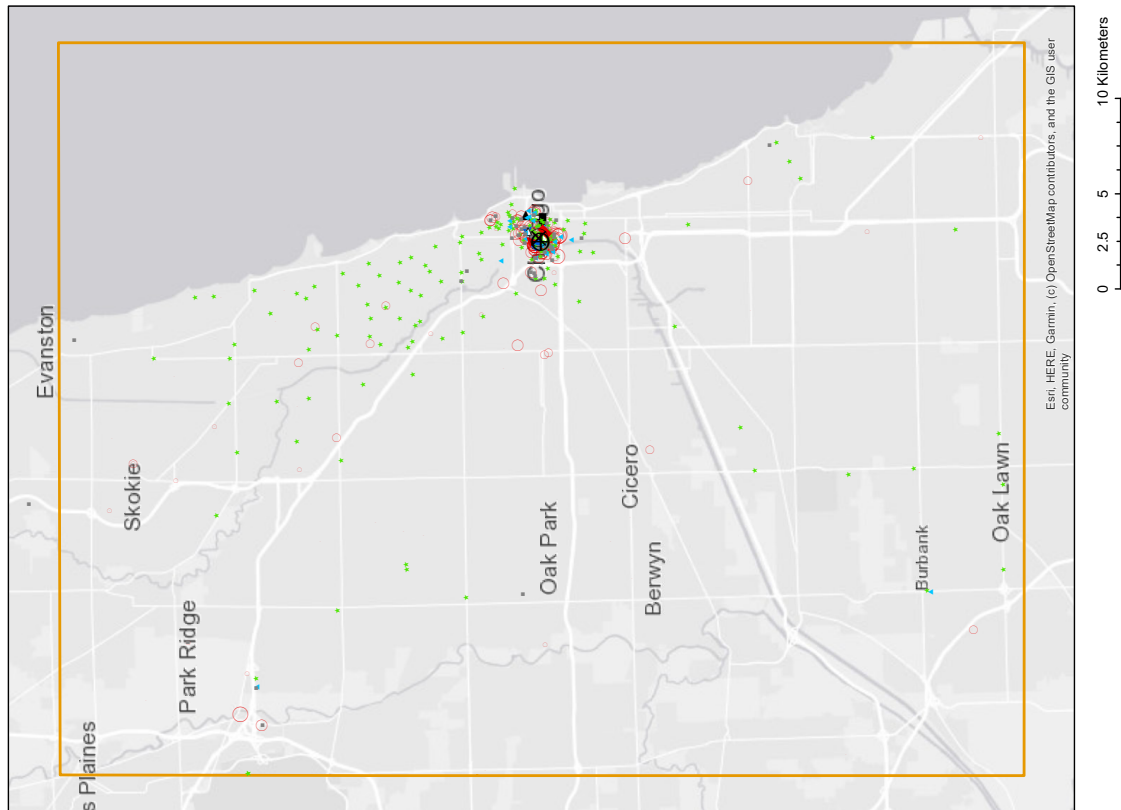 Evanston
s Plaines
Skokie
Park Ridge
Oak Park
Cicero
Berwyn
Burbank
Oak Lawn
Esri, HERE, Garmin, (c) OpenStreetMap contributors, and the GIS user
community
0 2.5 5 10 Kilometers